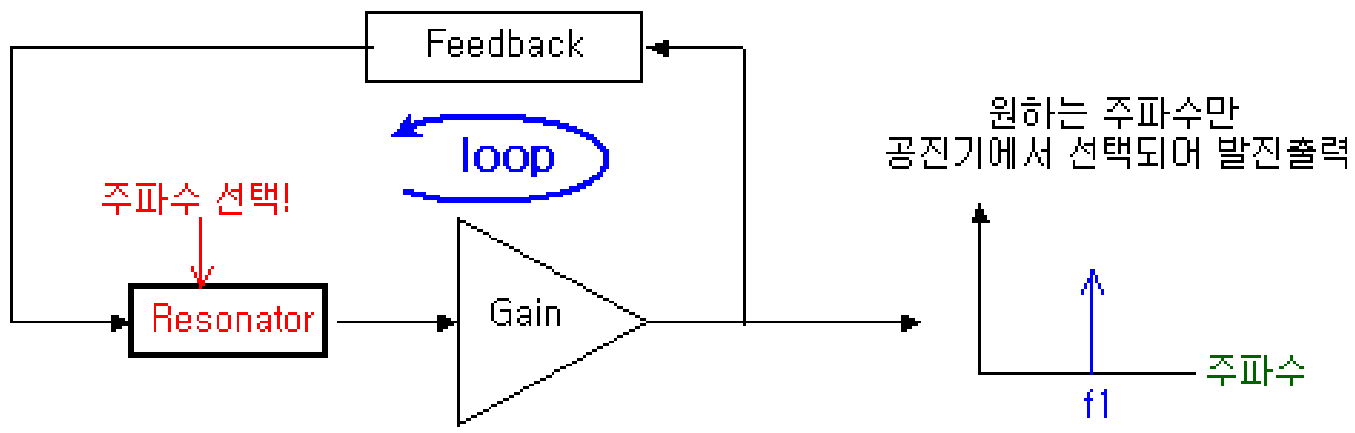 Feedback
loop
주파수 선택!
Resonator
Gain
원하는 주파수만
공진기에서 선택되어 발진출력
주파수
f1